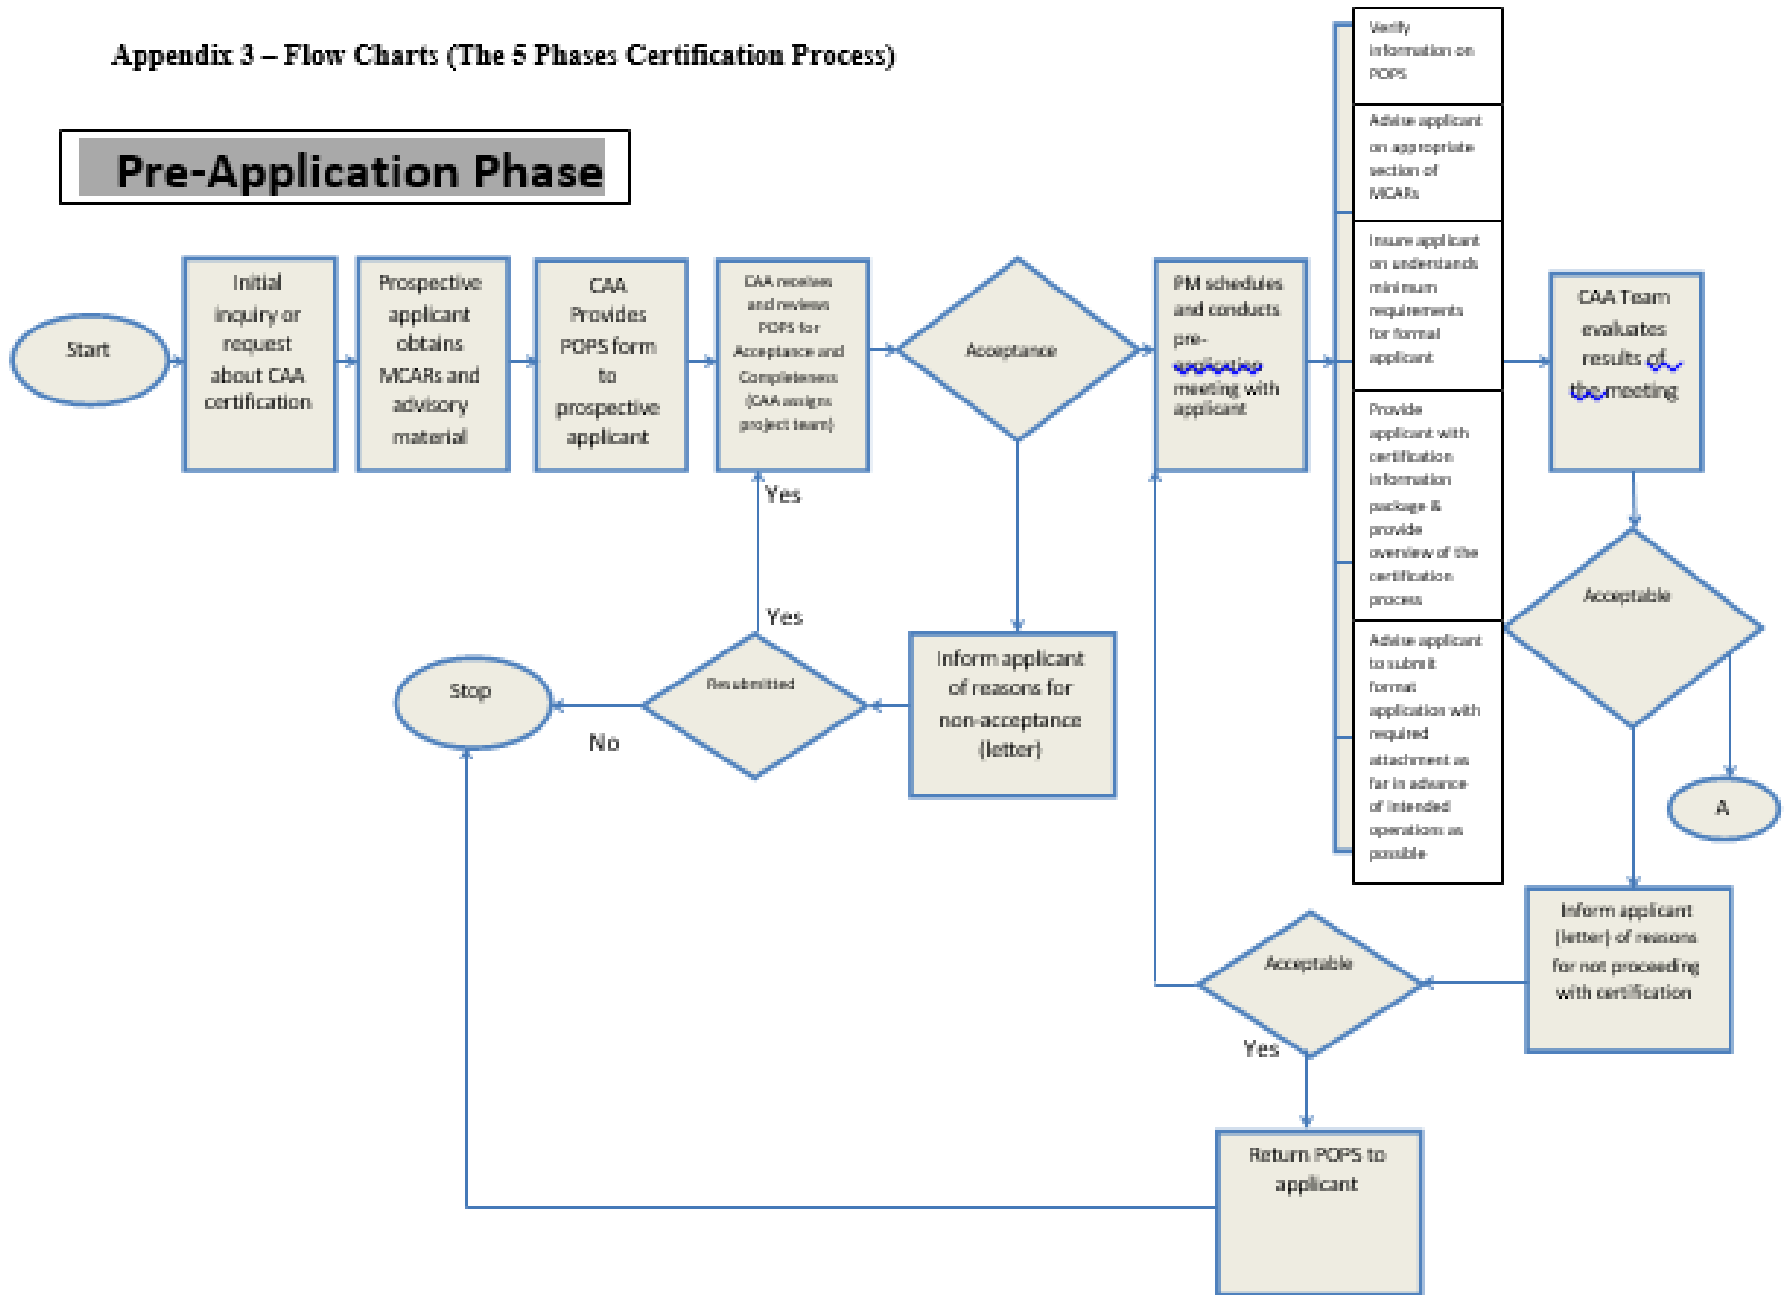 Appendix 3 – Flow Charts (The 5 Phases Certification Process)
Pre-Application Phase
Start
Initial
inquiry or
request
about CAA
certification
Prospective
applicant
obtains
MCARs and
advisory
material
CAA
Provides
POPS form
to
prospective
applicant
CAA receives
and reviews
POPS for
Acceptance and
Completeness
(CAA assigns
project team)
Acceptance
PM schedules
and conducts
pre-
application
meeting with
applicant
Verify
information on
POPS
Advise applicant
on appropriate
section of
MCARs
Insure applicant
on understands
minimum
requirements
for formal
applicant
Provide
applicant with
certification
information
package &
provide
overview of the
certification
process
Advise applicant
to submit
format
application with
required
attachment as
far in advance
of intended
operations as
possible
CAA Team
evaluates
results of
the meeting
Acceptable
A
Inform applicant
(letter) of reasons
for not proceeding
with certification
Acceptable
Yes
Return POPS to
applicant
Inform applicant
of reasons for
non-acceptance
(letter)
Resubmitted
Yes
Yes
No
Stop